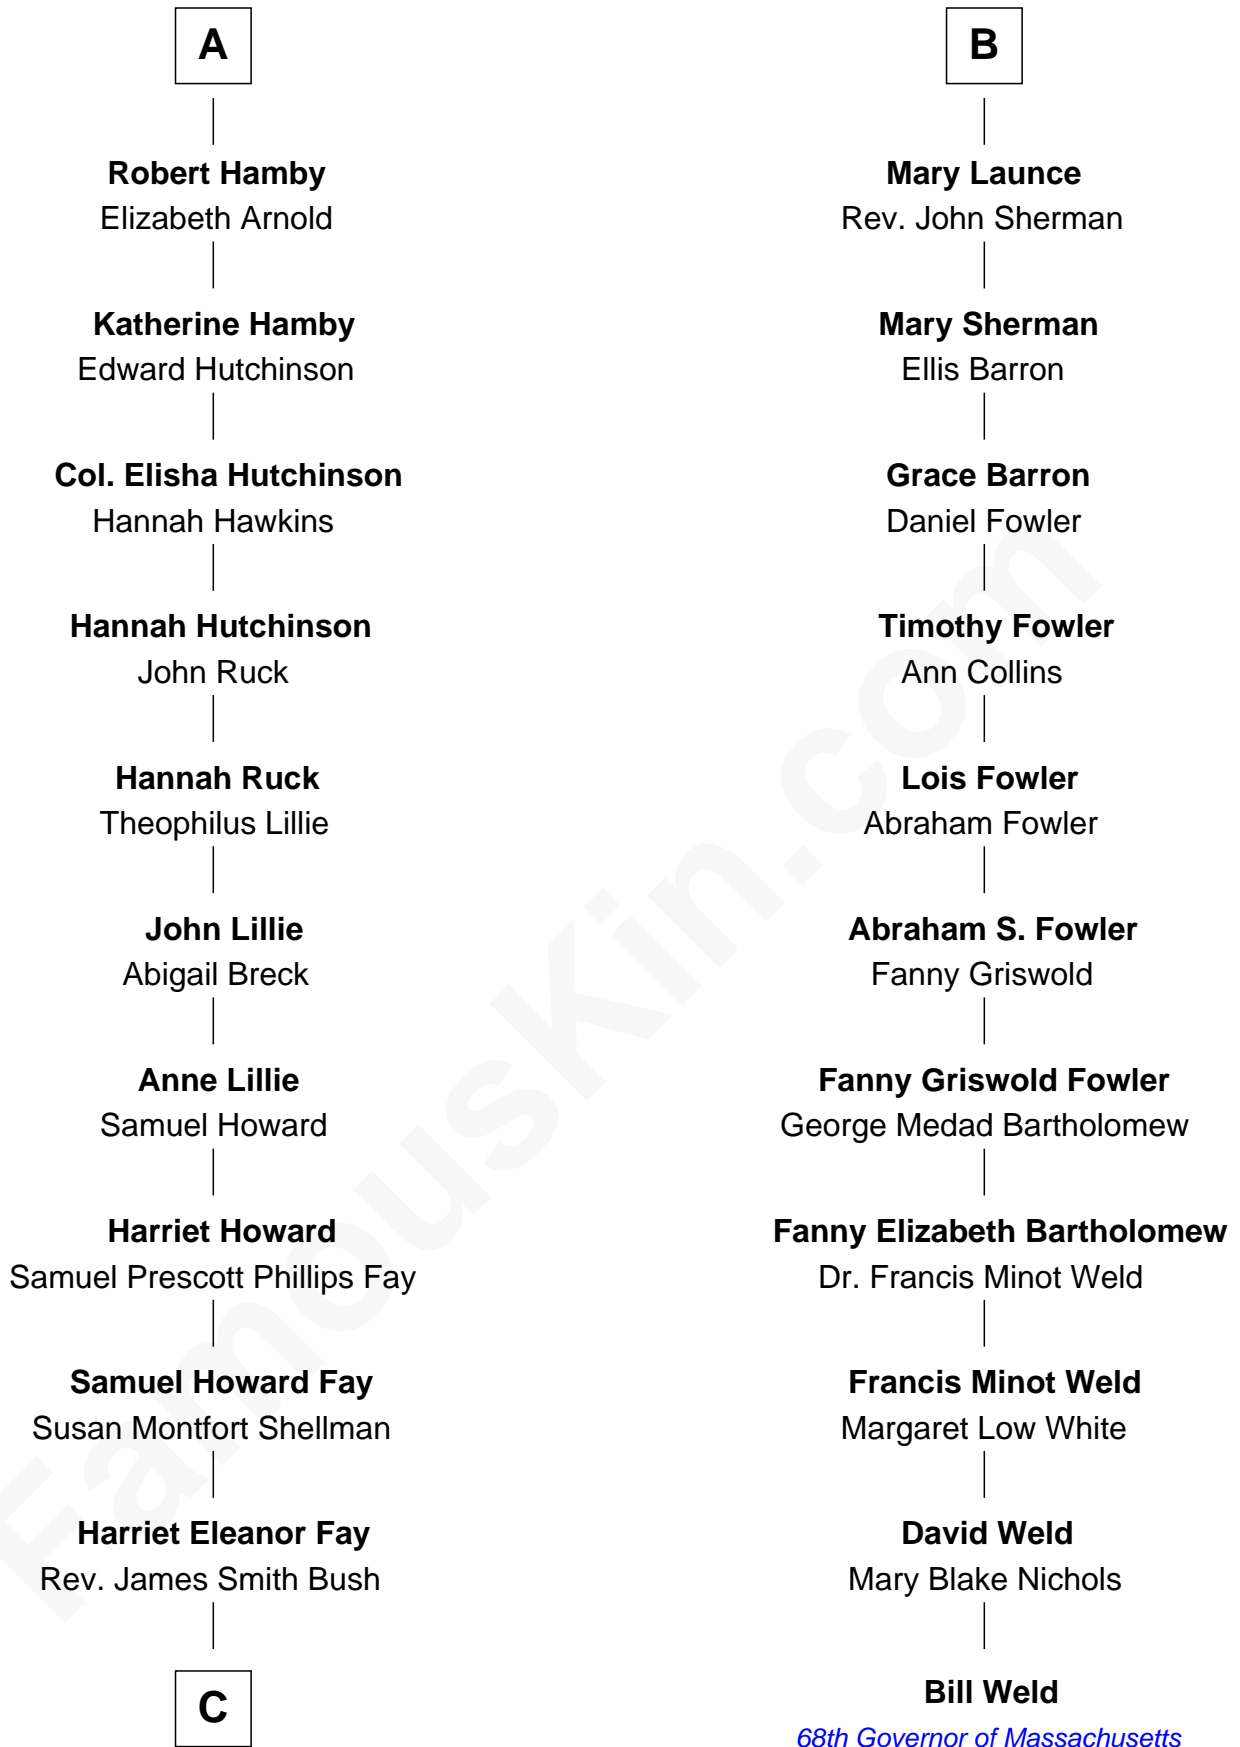 A
Robert Hamby
Elizabeth Arnold
Katherine Hamby
Edward Hutchinson
Col. Elisha Hutchinson
Hannah Hawkins
Hannah Hutchinson
John Ruck
Hannah Ruck
Theophilus Lillie
John Lillie
Abigail Breck
Anne Lillie
Samuel Howard
Harriet Howard
Samuel Prescott Phillips Fay
Samuel Howard Fay
Susan Montfort Shellman
Harriet Eleanor Fay
Rev. James Smith Bush
C
B
Mary Launce
Rev. John Sherman
Mary Sherman
Ellis Barron
Grace Barron
Daniel Fowler
Timothy Fowler
Ann Collins
Lois Fowler
Abraham Fowler
Abraham S. Fowler
Fanny Griswold
Fanny Griswold Fowler
George Medad Bartholomew
Fanny Elizabeth Bartholomew
Dr. Francis Minot Weld
Francis Minot Weld
Margaret Low White
David Weld
Mary Blake Nichols
Bill Weld
68th Governor of Massachusetts
FamousKin.com